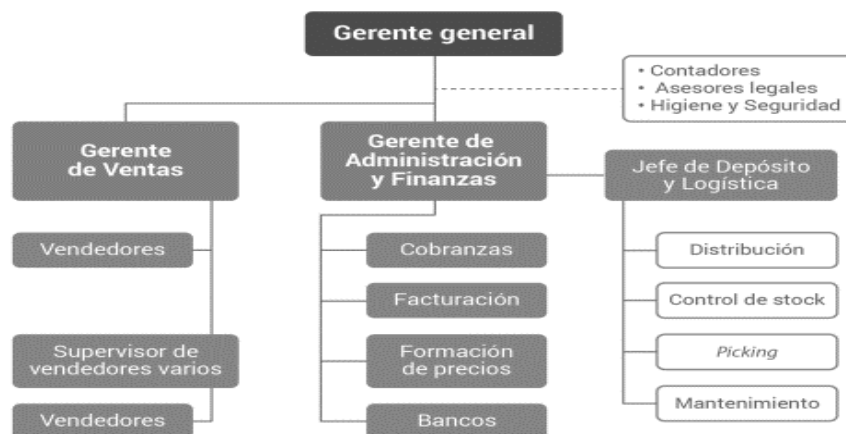 Gerente general
• Contadores
• Asesores legales
• Higiene y Seguridad
Gerente
de Ventas
Gerente de
Administración
y Finanzas
Jefe de Depósito
y Logística
Vendedores
Supervisor de
vendedores varios
Vendedores
Cobranzas
Facturación
Formación
de precios
Bancos
Distribución
Control de stock
Picking
Mantenimiento